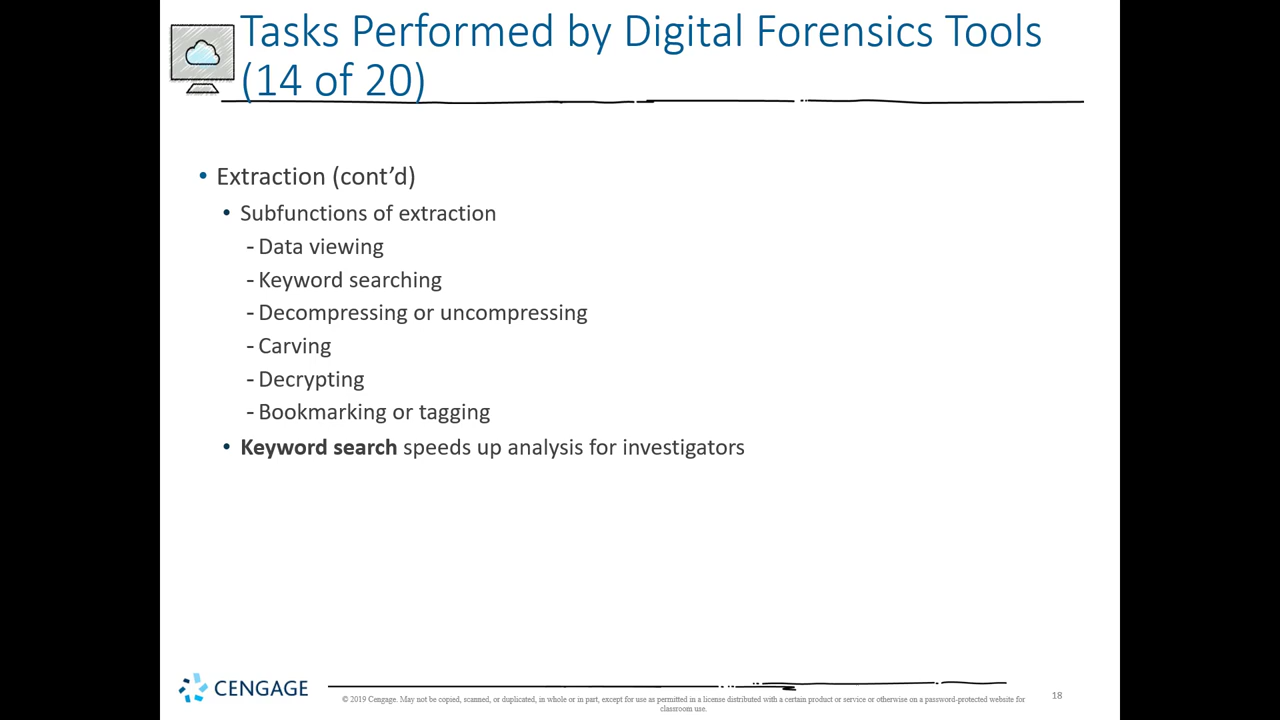 Tasks Performed by Digital Forensics Tools
(14 of 20)
• Extraction (cont’d)
• Subfunctions of extraction
- Data viewing
- Keyword searching
- Decompressing or uncompressing
- Carving
- Decrypting
- Bookmarking or tagging
• Keyword search speeds up analysis for investigators
CENGAGE
© 2019 Cengage. May not be copied, scanned, or duplicated, in whole or in part, except for use as permitted in a license distributed with a certain product or service or otherwise on a password-protected website for
classroom use.
18